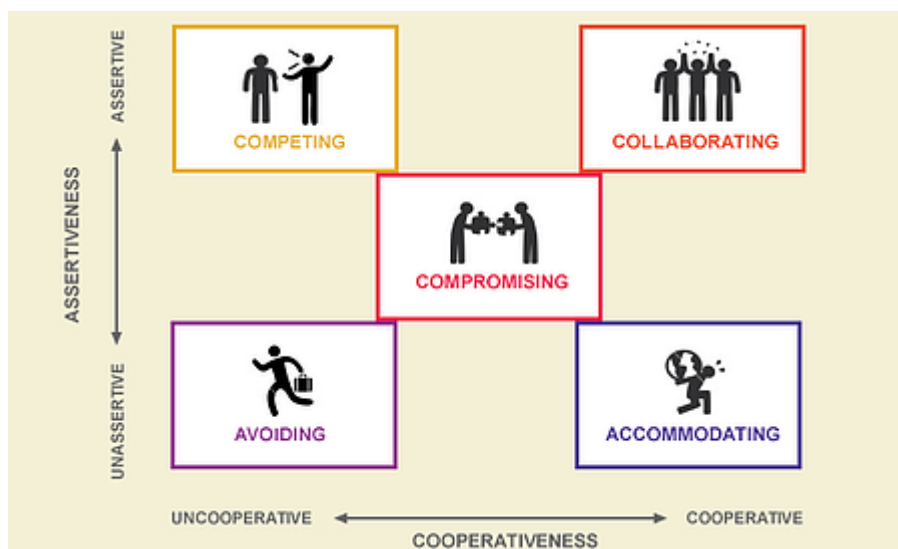 ASSERTIVE
COMPETING
COLLABORATING
ASSERTIVENESS
COMPROMISING
UNASSERTIVE
AVOIDING
ACCOMMODATING
UNCOOPERATIVE
COOPERATIVE
COOPERATIVENESS